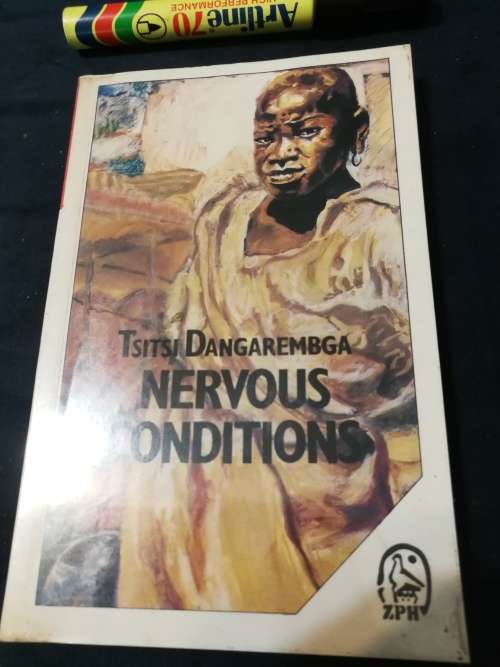 Artline 70
HIGH PERFORMANCE
TSITSI DANGAREMBGA
NERVOUS
CONDITIONS
ZPH